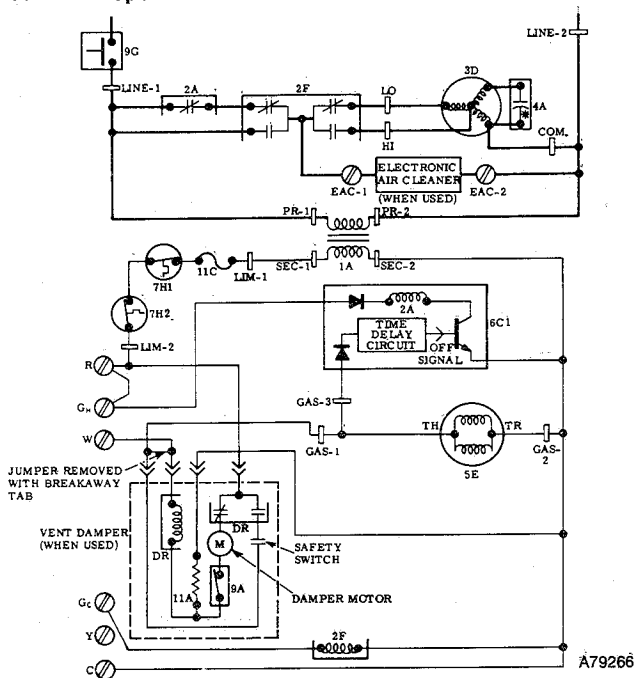 9G
LINE-2
LINE-1
2A
2F
LO
3D
4A
*
HI
COM.
EAC-1
ELECTRONIC
AIR CLEANER
(WHEN USED)
EAC-2
PR-1
PR-2
7H1
11C
LIM-1
SEC-1
1A
SEC-2
7H2
2A
6C1
TIME
DELAY
CIRCUIT
OFF
SIGNAL
LIM-2
R
GH
GAS-3
W
GAS-1
TH
TR
GAS-
2
5E
JUMPER REMOVED
WITH BREAKAWAY
TAB
VENT DAMPER
(WHEN USED)
DR
DR
M
SAFETY
SWITCH
11A
9A
DAMPER MOTOR
GC
Y
2F
C
A79266